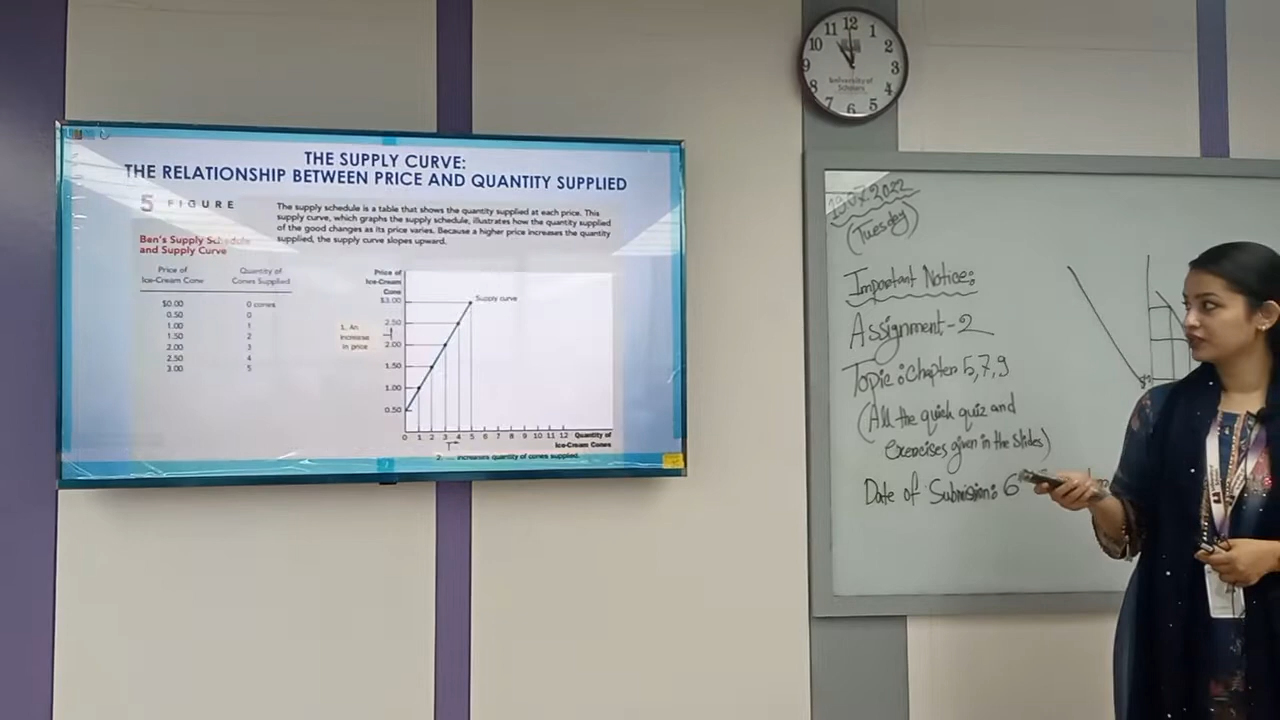 THE SUPPLY CURVE:
THE RELATIONSHIP BETWEEN PRICE AND QUANTITY SUPPLIED
5 FIGURE
The supply schedule is a table that shows the quantity supplied at each price. This
supply curve, which graphs the supply schedule, illustrates how the quantity supplied
of the good changes as its price varies. Because a higher price increases the quantity
supplied, the supply curve slopes upward.
Ben's Supply Schedule
and Supply Curve
Price of
Ice-Cream Cone
Quantity of
Cones Supplied
$0.00 0 cones
0.50 0
1.00 1
1.50 2
2.00 3
2.50 4
3.00 5
Price of
Ice-Cream
Cone
$3.00
2.50
2.00
1.50
1.00
0.50
Supply curve
1. An
increase
in price
0 1 2 3 4 5 6 7 8 9 10 11 12 Quantity of
Ice-Cream Cones
2. ... increases quantity of cones supplied.
12
1
2
3
4
5
6
7
8
9
10
11
University of
Scholars
19.07.2022
(Tuesday)
Important Notice:
Assignment-2
Topic: Chapter: 5,7,9
(All the quick quiz and
exercises given in the slides)
Date of Submission: 6